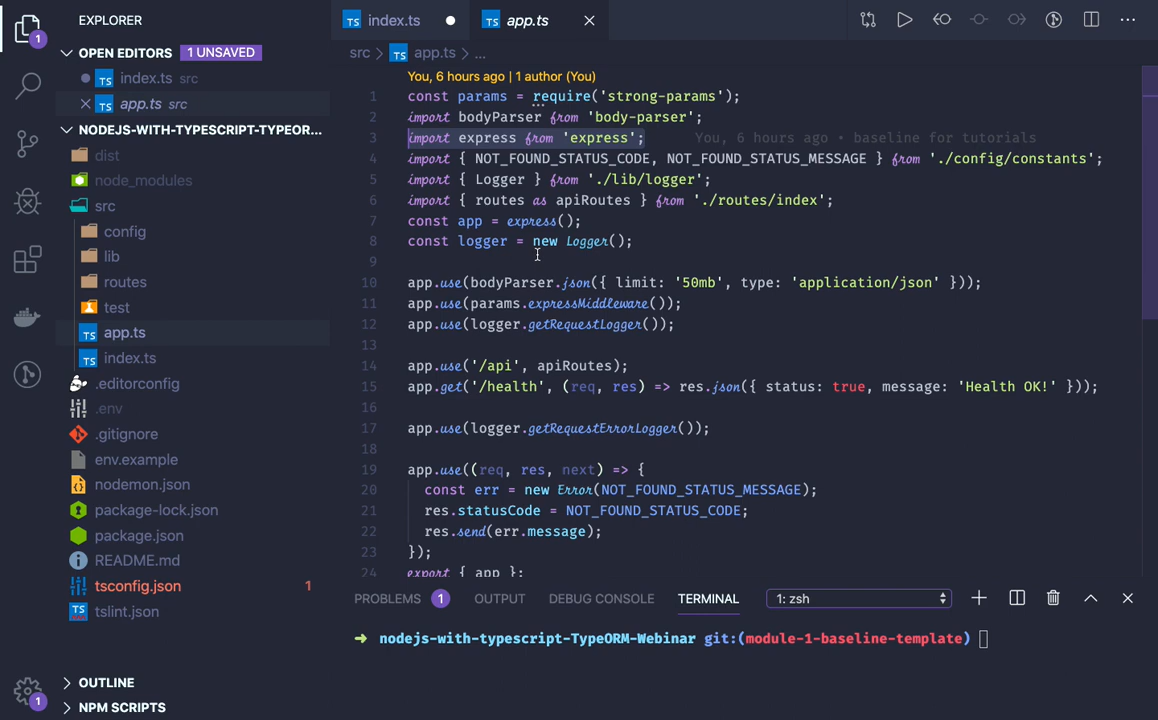 EXPLORER
OPEN EDITORS 1 UNSAVED
TS index.ts src
TS app.ts src
NODEJS-WITH-TYPESCRIPT-TYPEOR...
dist
node_modules
src
config
lib
routes
test
TS app.ts
TS index.ts
.editorconfig
.env
.gitignore
env.example
nodemon.json
package-lock.json
package.json
README.md
tsconfig.json 1
TS tslint.json
OUTLINE
NPM SCRIPTS
1
1
TS index.ts
TS app.ts
src > TS app.ts > ...
You, 6 hours ago | 1 author (You)
1 const params = require('strong-params');
2 import bodyParser from 'body-parser';
3 import express from 'express'; You, 6 hours ago • baseline for tutorials
4 import { NOT_FOUND_STATUS_CODE, NOT_FOUND_STATUS_MESSAGE } from './config/constants';
5 import { Logger } from './lib/logger';
6 import { routes as apiRoutes } from './routes/index';
7 const app = express();
8 const logger = new Logger();
9
10 app.use(bodyParser.json({ limit: '50mb', type: 'application/json' }));
11 app.use(params.expressMiddleware());
12 app.use(logger.getRequestLogger());
13
14 app.use('/api', apiRoutes);
15 app.get('/health', (req, res) => res.json({ status: true, message: 'Health OK!' }));
16
17 app.use(logger.getRequestErrorLogger());
18
19 app.use((req, res, next) => {
20 const err = new Error(NOT_FOUND_STATUS_MESSAGE);
21 res.statusCode = NOT_FOUND_STATUS_CODE;
22 res.send(err.message);
23 });
24 export { app };
PROBLEMS 1 OUTPUT DEBUG CONSOLE TERMINAL 1: zsh
➜ nodejs-with-typescript-TypeORM-Webinar git:(module-1-baseline-template)